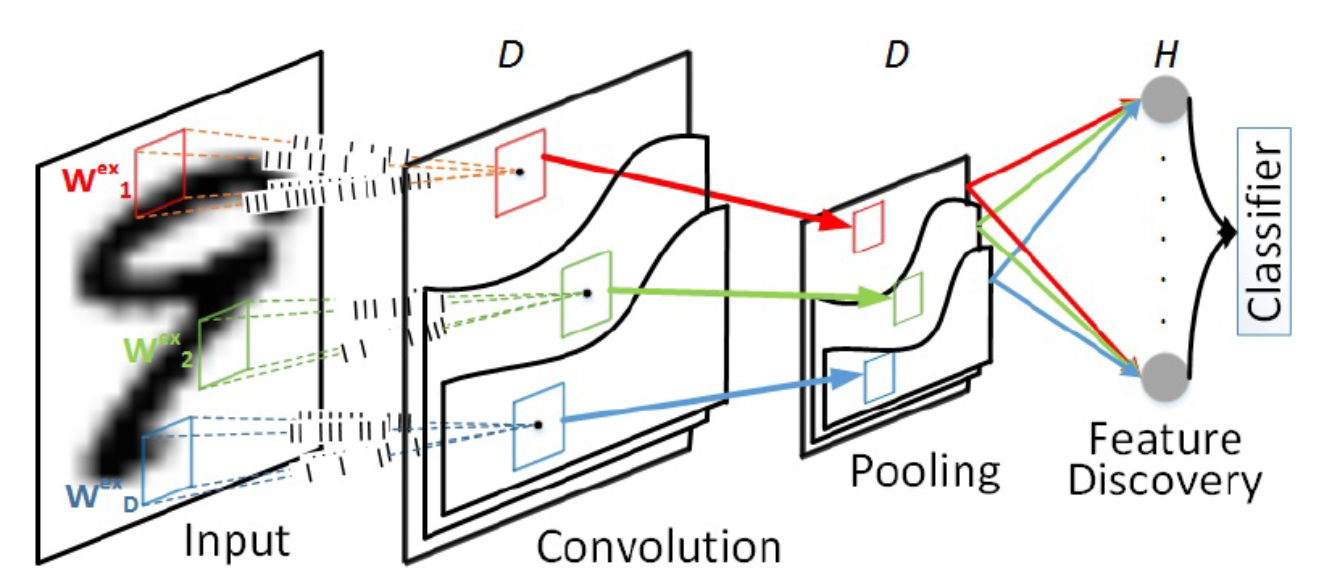 D
D
H
W^ex_1
W^ex_2
W^ex_D
Input
Convolution
Pooling
Feature
Discovery
Classifier